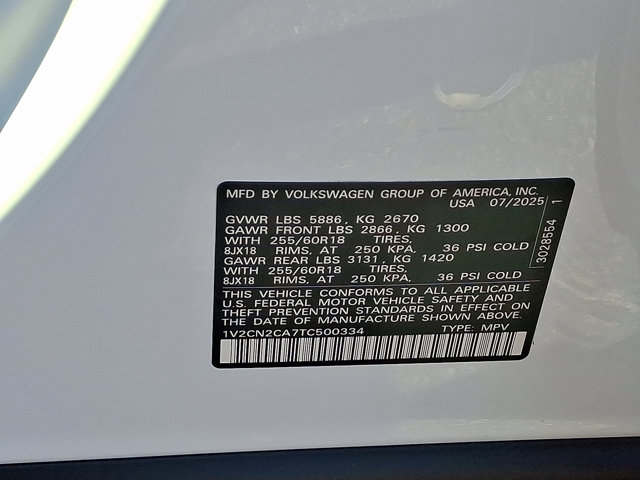 MFD BY VOLKSWAGEN GROUP OF AMERICA, INC.
USA 07/2025
GVWR LBS 5886, KG 2670
GAWR FRONT LBS 2866, KG 1300
WITH 255/60R18 TIRES,
8JX18 RIMS, AT 250 KPA, 36 PSI COLD
GAWR REAR LBS 3131, KG 1420
WITH 255/60R18 TIRES,
8JX18 RIMS, AT 250 KPA, 36 PSI COLD
THIS VEHICLE CONFORMS TO ALL APPLICABLE
U.S. FEDERAL MOTOR VEHICLE SAFETY AND
THEFT PREVENTION STANDARDS IN EFFECT ON
THE DATE OF MANUFACTURE SHOWN ABOVE.
1V2CN2CA7TC500334 TYPE: MPV
3028554 1